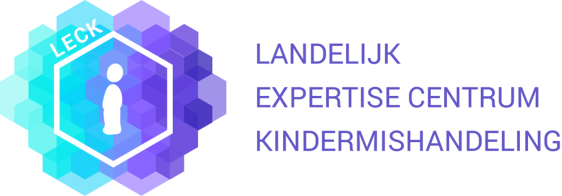 LECK
LANDELIJK
EXPERTISE CENTRUM
KINDERMISHANDELING